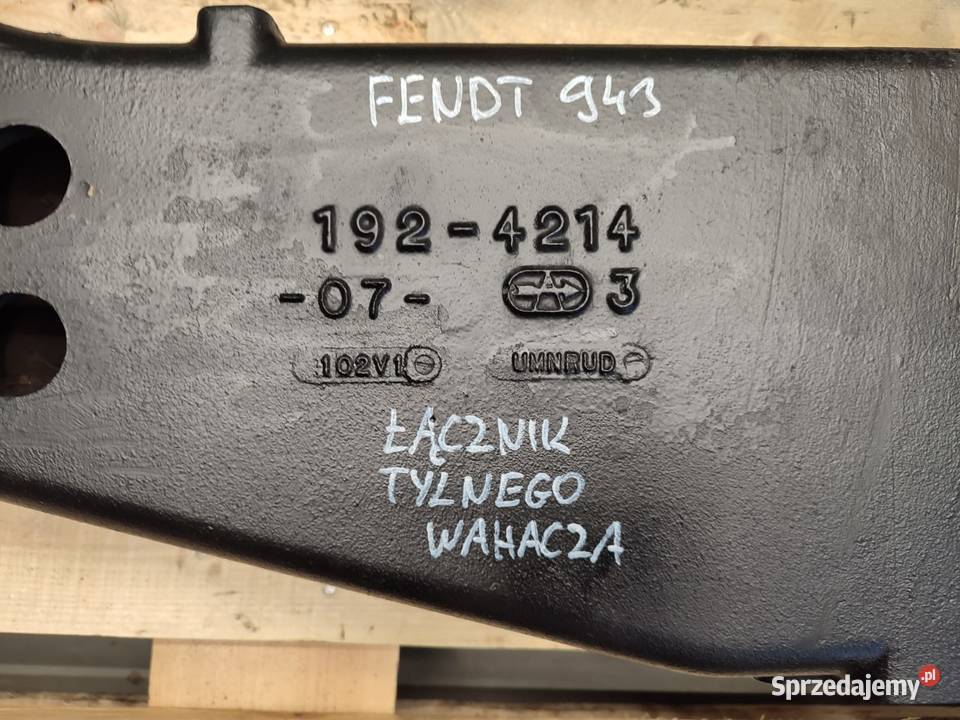 FENDT 943
192-4214
-07- 3
102V1 UMNRUD
ŁĄCZNIK
TYLNEGO
WAHACZA
Sprzedajemy.pl